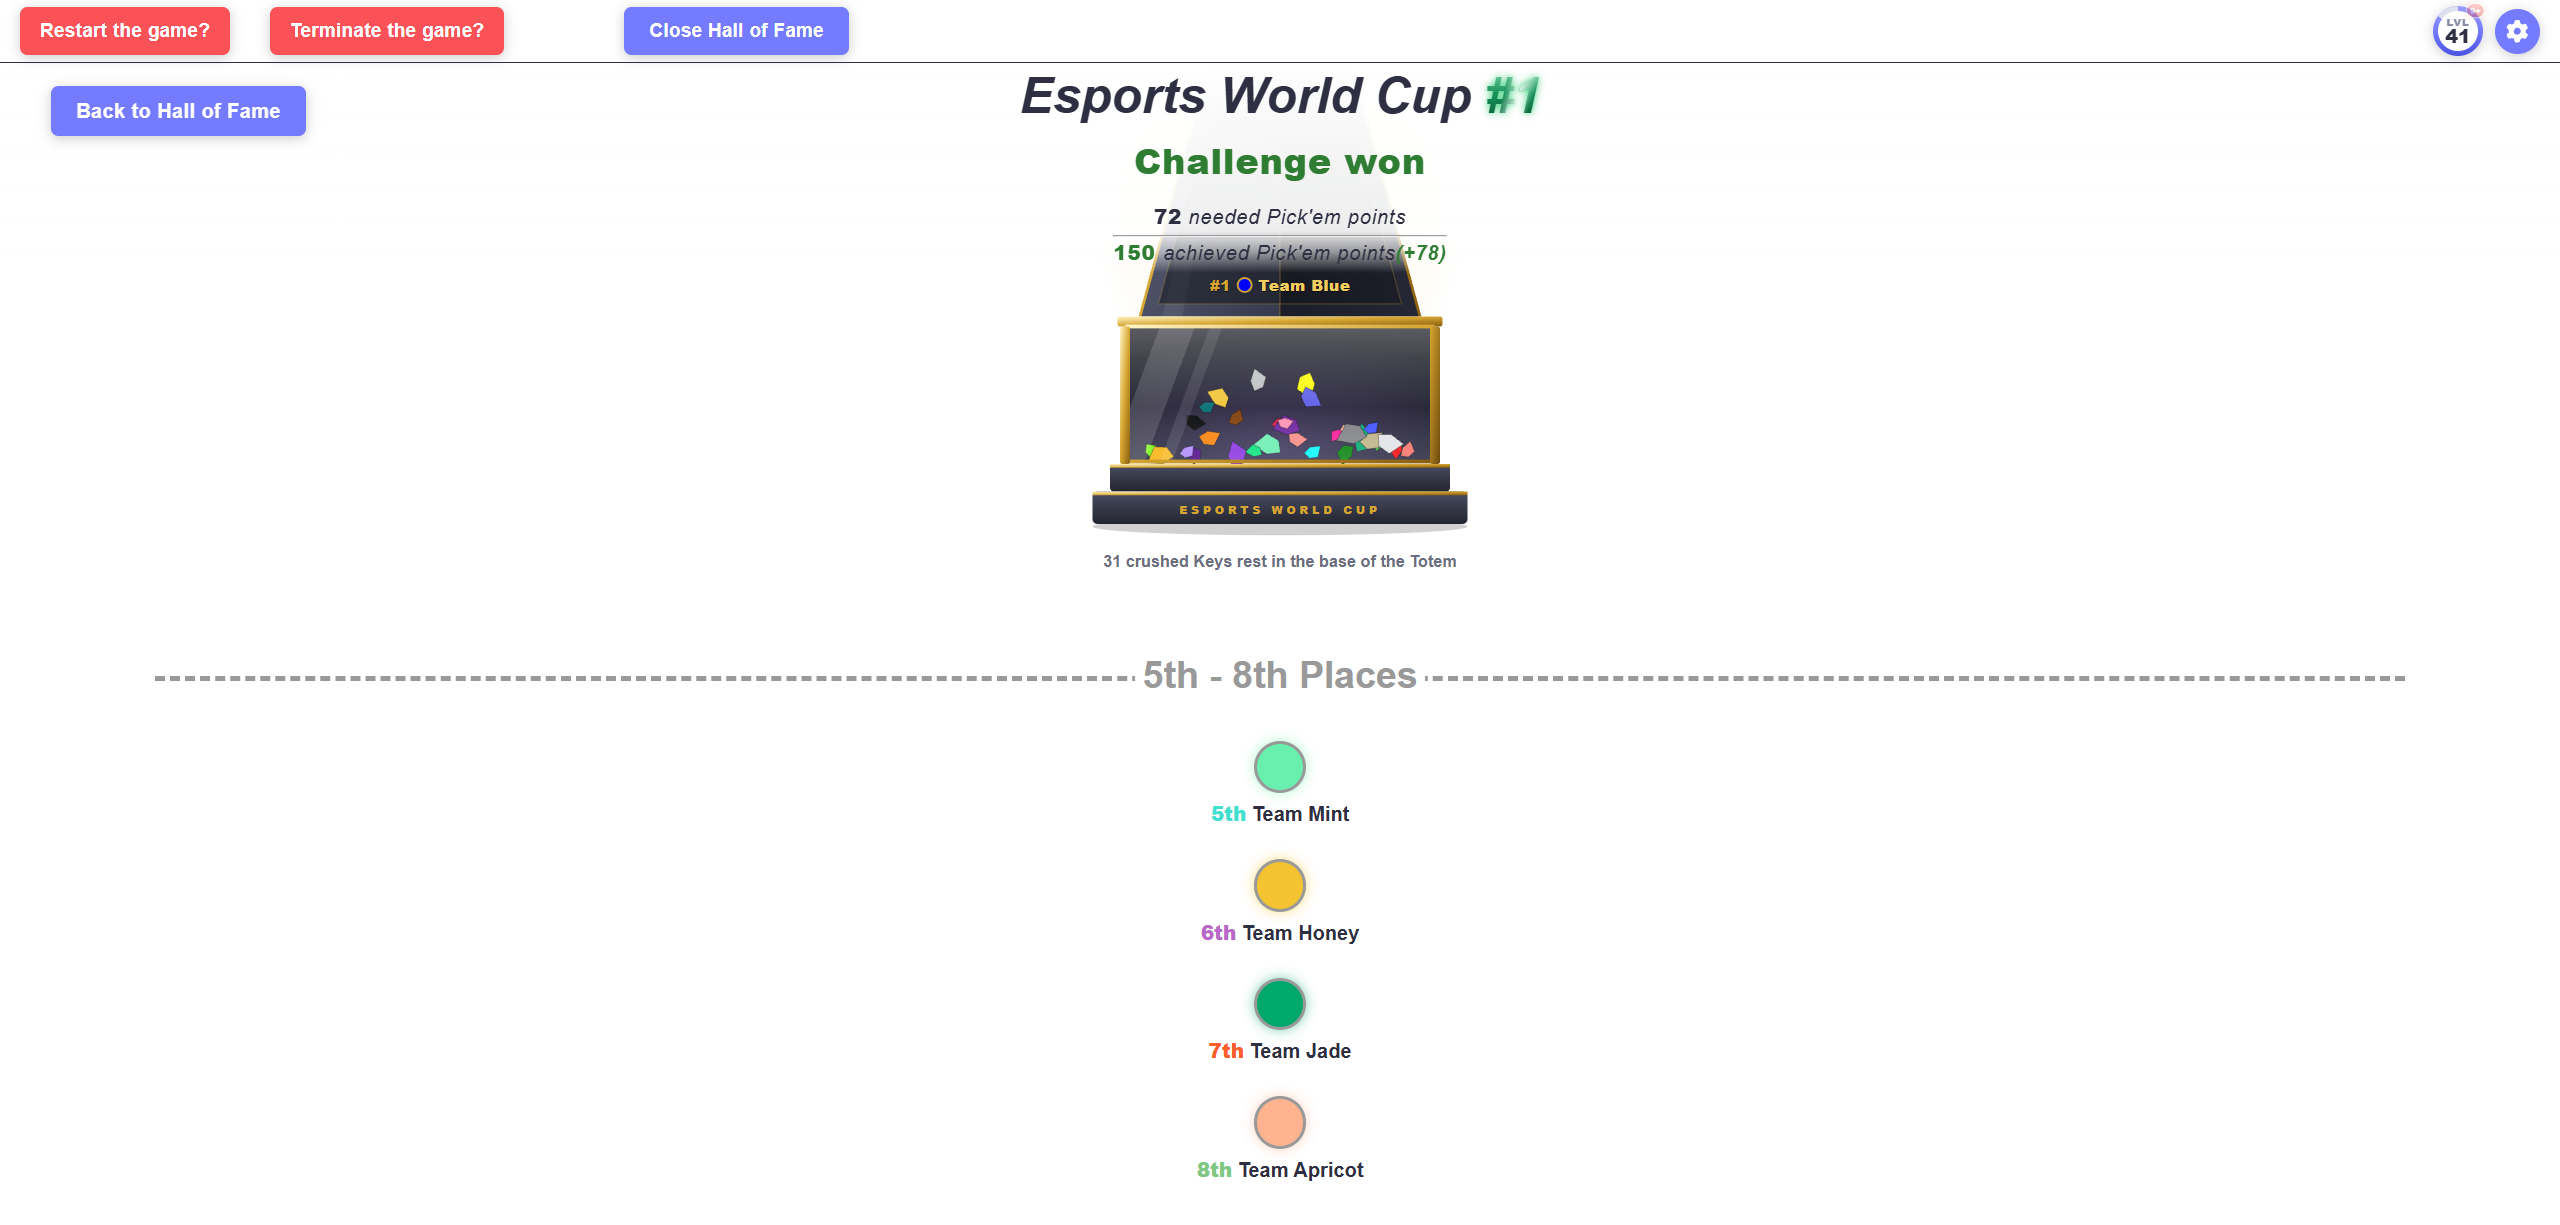 Restart the game?
Terminate the game?
Close Hall of Fame
LVL
41
Back to Hall of Fame
Esports World Cup #1
Challenge won
72 needed Pick'em points
150 achieved Pick'em points(+78)
#1 Team Blue
ESPORTS WORLD CUP
31 crushed Keys rest in the base of the Totem
5th - 8th Places
5th Team Mint
6th Team Honey
7th Team Jade
8th Team Apricot